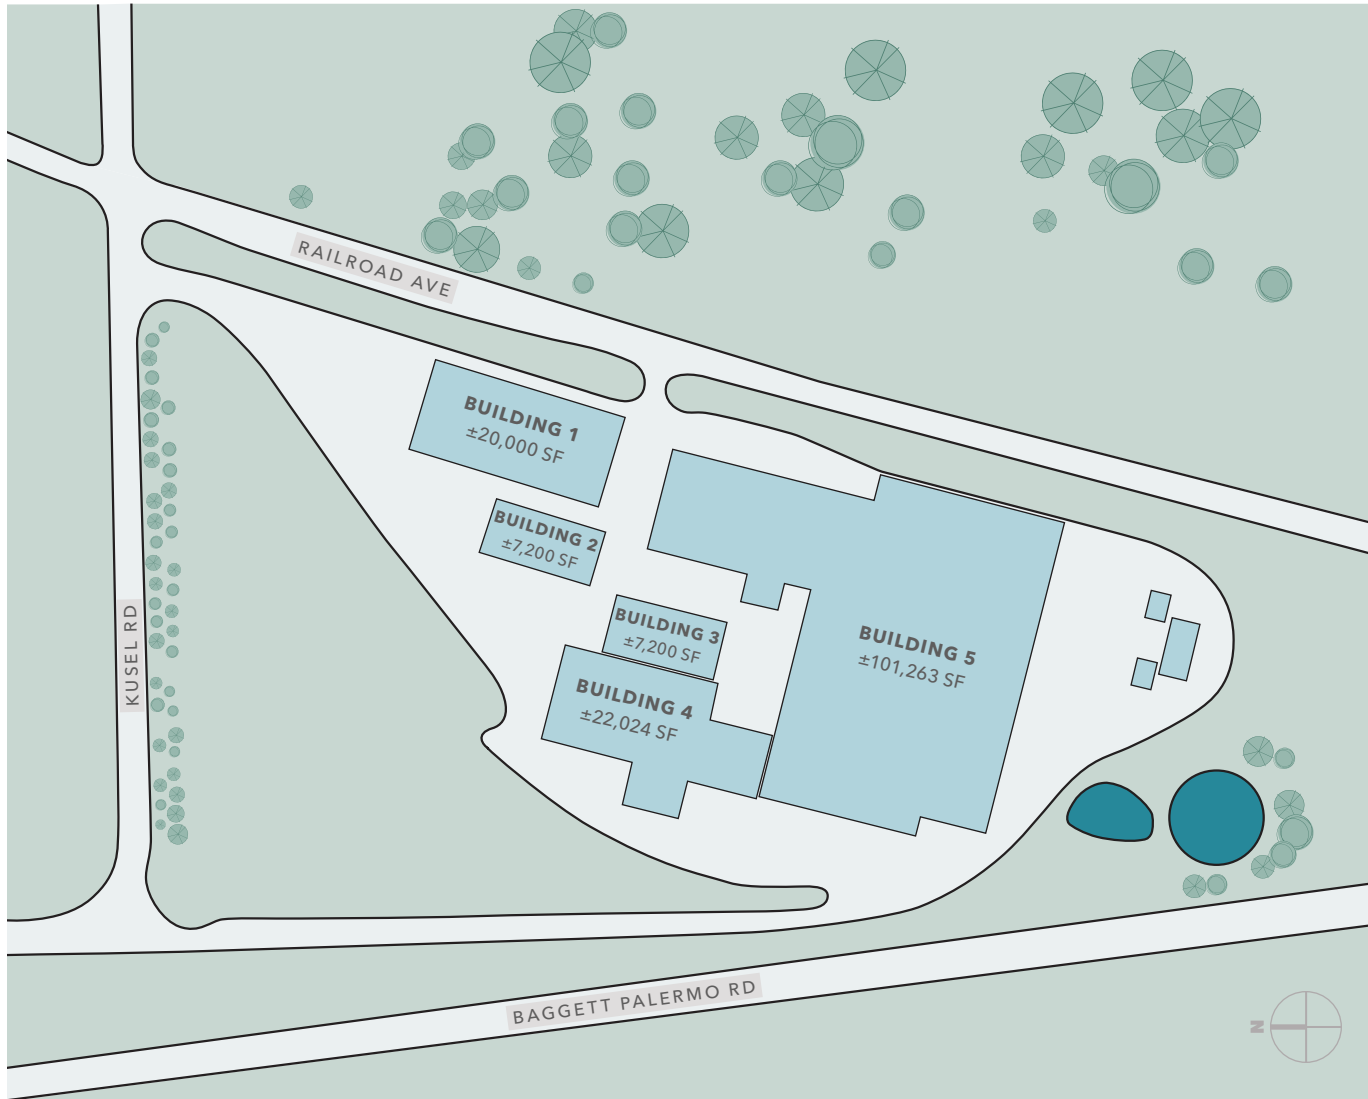 RAILROAD AVE
BUILDING 1
±20,000 SF
BUILDING 2
±7,200 SF
BUILDING 3
±7,200 SF
BUILDING 5
±101,263 SF
BUILDING 4
±22,024 SF
KUSEL RD
BAGGETT PALERMO RD
N